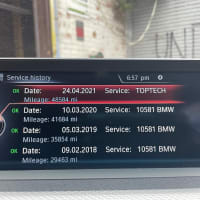 UNI
Service history 6:57 pm
OK Date: 24.04.2021 Service: TOPTECH
Mileage: 48584 mi
OK Date: 10.03.2020 Service: 10581 BMW
Mileage: 41684 mi
OK Date: 05.03.2019 Service: 10581 BMW
Mileage: 35854 mi
OK Date: 09.02.2018 Service: 10581 BMW
Mileage: 29463 mi